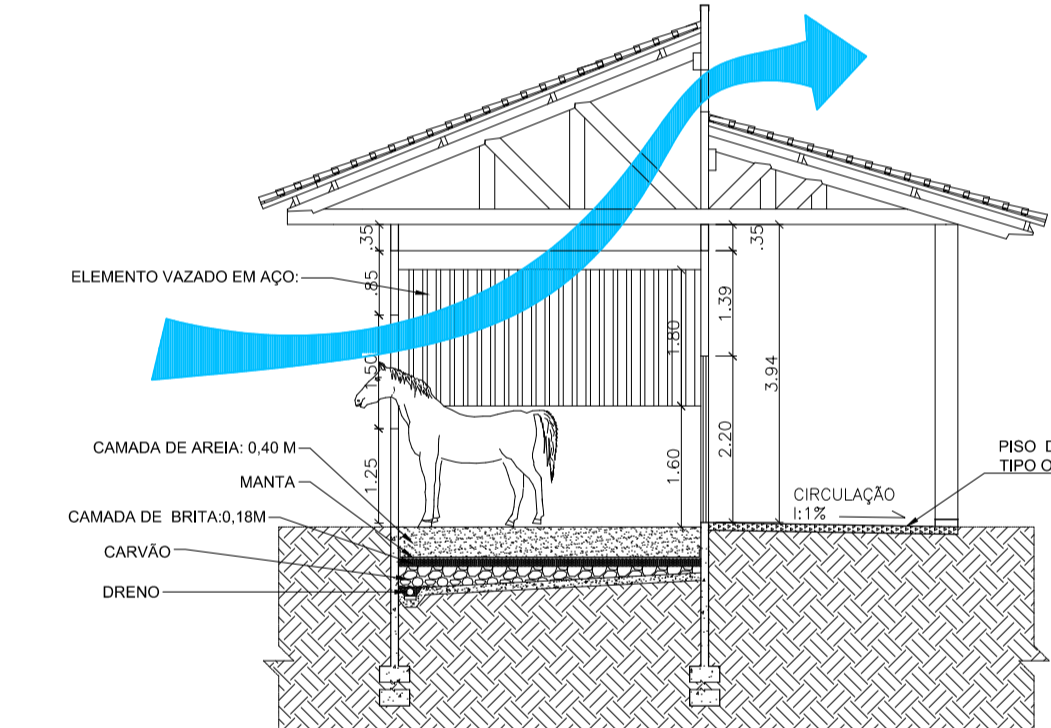 .35
.35
ELEMENTO VAZADO EM AÇO:
.85
1.39
1.80
.50
3.94
2.20
CAMADA DE AREIA: 0,40 M
1.25
1.60
MANTA
PISO D
TIPO O
CIRCULAÇÃO
I:1%
CAMADA DE BRITA:0,18M
CARVÃO
DRENO